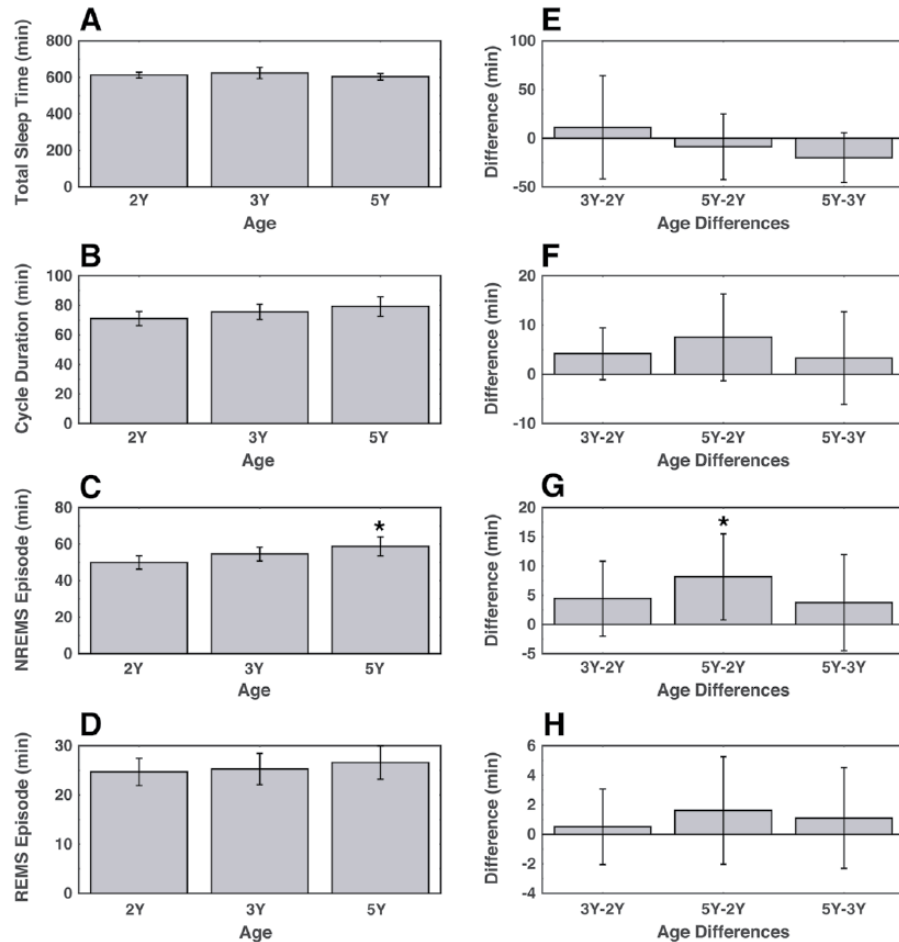 A
Total Sleep Time (min)
800
600
400
200
0
2Y 3Y 5Y
Age
E
Difference (min)
100
50
0
-50
3Y-2Y 5Y-2Y 5Y-3Y
Age Differences
B
Cycle Duration (min)
100
80
60
40
20
0
2Y 3Y 5Y
Age
F
Difference (min)
20
10
0
-10
3Y-2Y 5Y-2Y 5Y-3Y
Age Differences
C
NREMS Episode (min)
80
60
40
20
0
*
2Y 3Y 5Y
Age
G
Difference (min)
20
15
10
5
0
-5
*
3Y-2Y 5Y-2Y 5Y-3Y
Age Differences
D
REMS Episode (min)
30
20
10
0
2Y 3Y 5Y
Age
H
Difference (min)
6
4
2
0
-2
-4
3Y-2Y 5Y-2Y 5Y-3Y
Age Differences